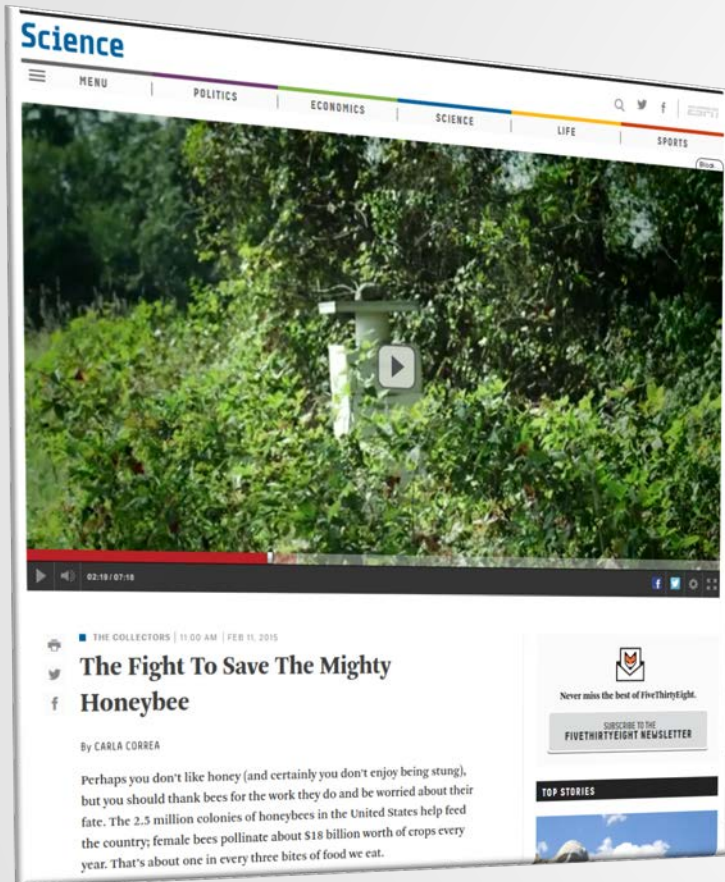 Science
MENU
POLITICS
ECONOMICS
SCIENCE
LIFE
SPORTS
Block
02:18 / 07:18
THE COLLECTORS | 11:00 AM | FEB 11, 2015
The Fight To Save The Mighty
Honeybee
By CARLA CORREA
Perhaps you don't like honey (and certainly you don't enjoy being stung),
but you should thank bees for the work they do and be worried about their
fate. The 2.5 million colonies of honeybees in the United States help feed
the country; female bees pollinate about $18 billion worth of crops every
year. That's about one in every three bites of food we eat.
Never miss the best of FiveThirtyEight.
SUBSCRIBE TO THE
FIVETHIRTYEIGHT NEWSLETTER
TOP STORIES